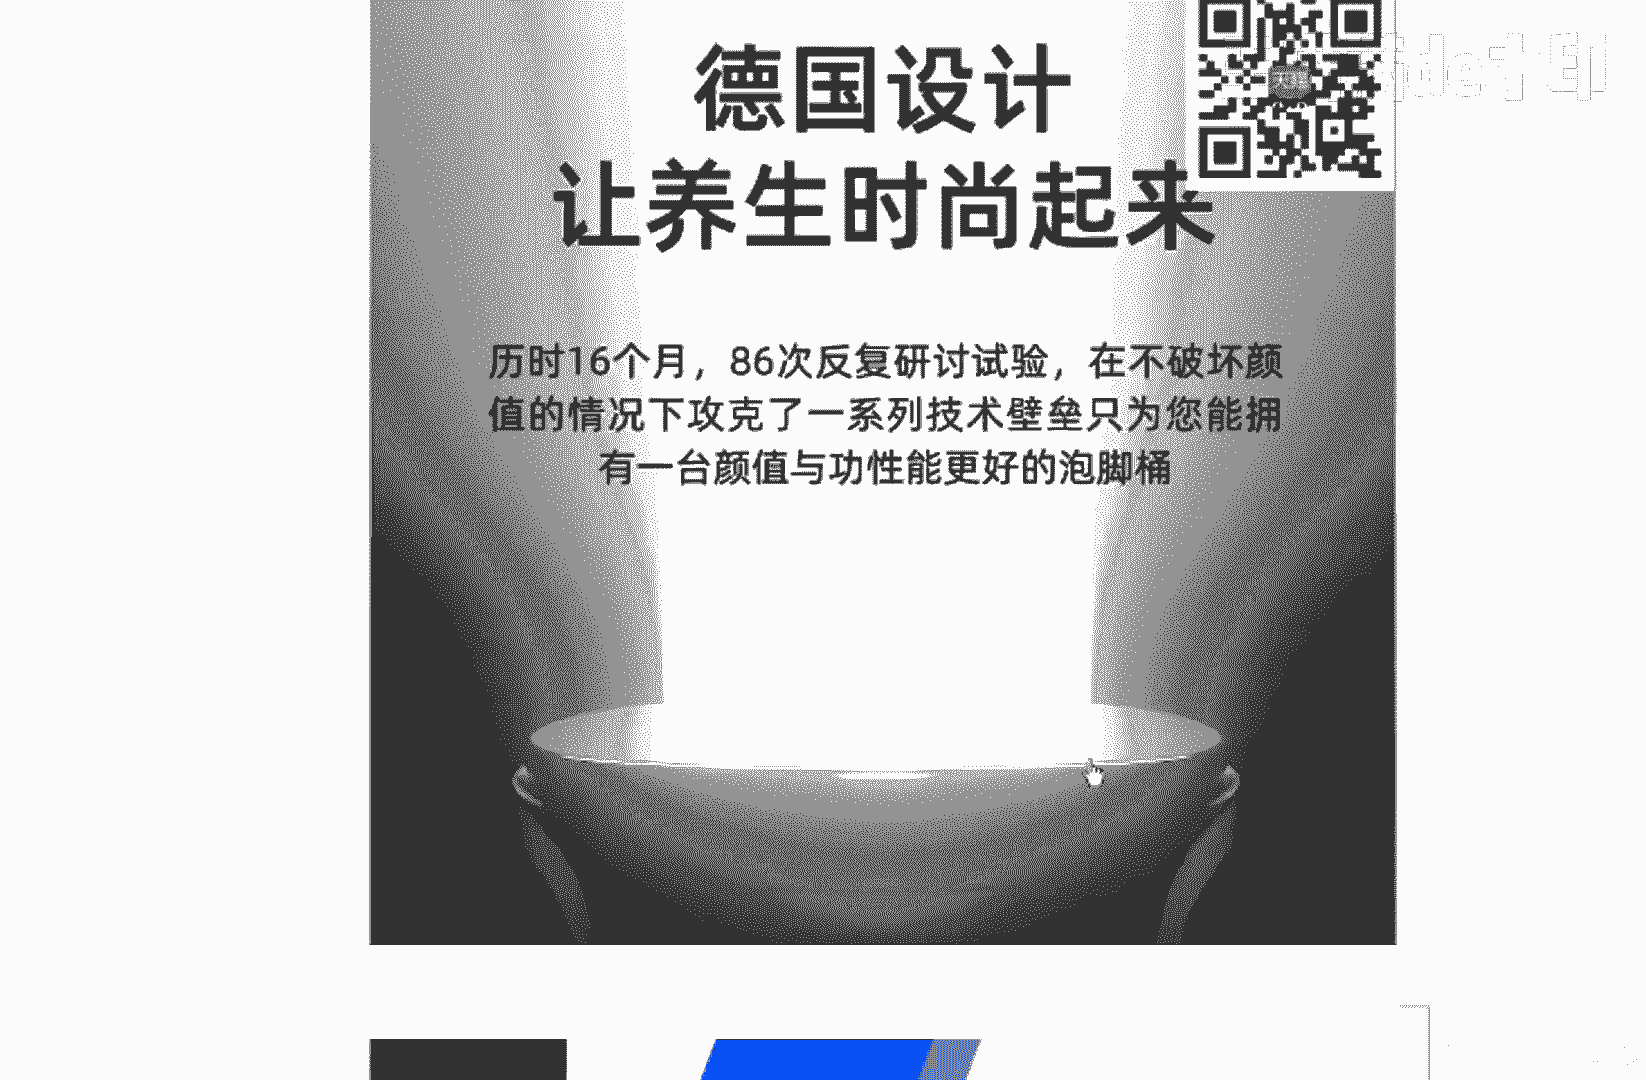 德国设计
让养生时尚起来
历时16个月，86次反复研讨试验，在不破坏颜
值的情况下攻克了一系列技术壁垒只为您能拥
有一台颜值与功性能更好的泡脚桶